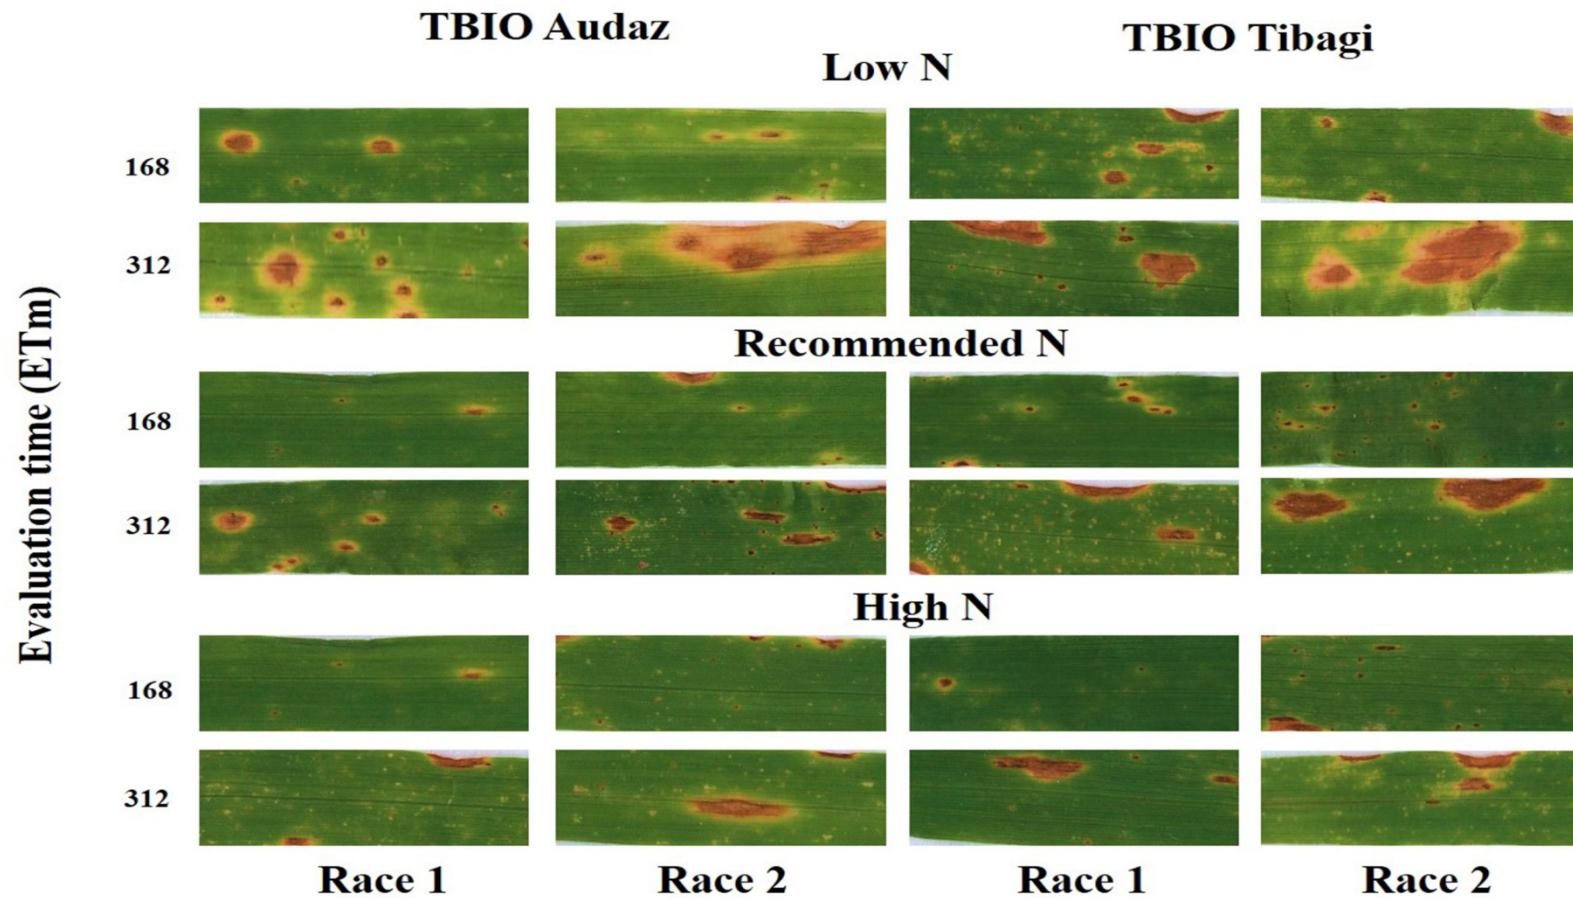 TBIO Audaz
TBIO Tibagi
Low N
168
312
Recommended N
168
312
High N
168
312
Evaluation time (ETm)
Race 1
Race 2
Race 1
Race 2